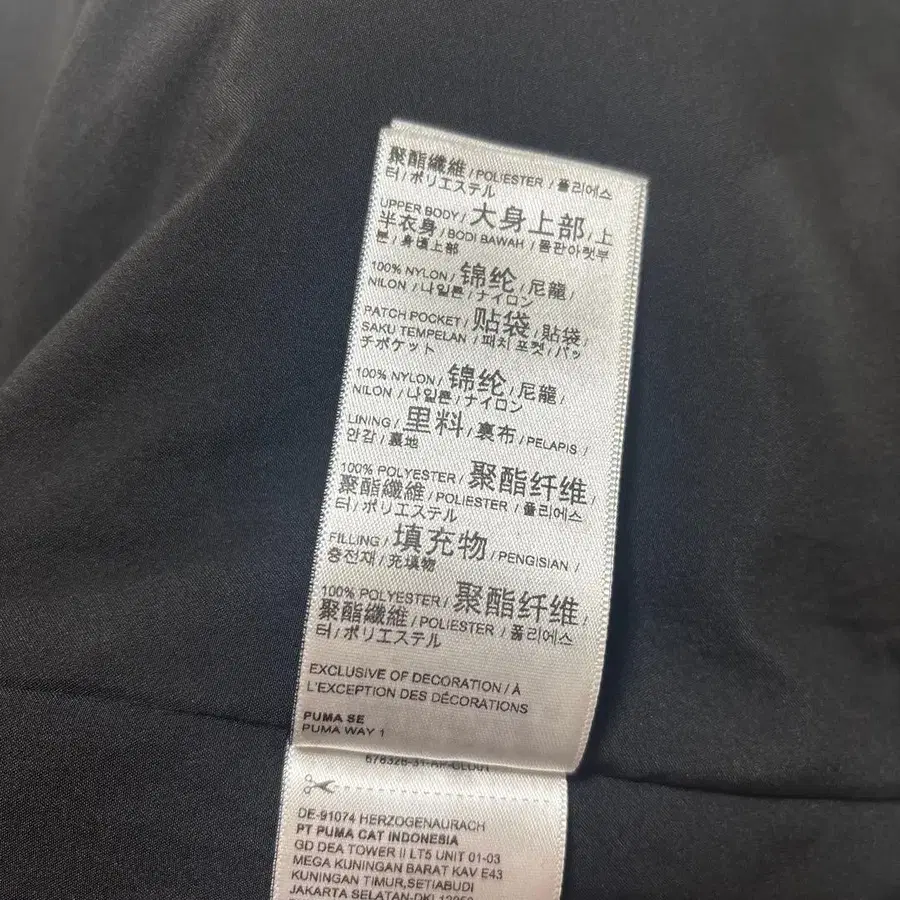 聚酯纖維 / POLIESTER / 폴리에스
터 / ポリエステル
UPPER BODY / 大身上部 / 上
半衣身 / BODI BAWAH / 몸판아랫부
분 / 身頃上部
100% NYLON / 锦纶 / 尼龍 /
NILON / 나일론 / ナイロン
PATCH POCKET / 贴袋 / 貼袋 /
SAKU TEMPELAN / 패치 포켓 / パッ
チポケット
100% NYLON / 锦纶 / 尼龍 /
NILON / 나일론 / ナイロン
LINING / 里料 / 裏布 / PELAPIS /
안감 / 裏地
100% POLYESTER / 聚酯纤维 /
聚酯纖維 / POLIESTER / 폴리에스
터 / ポリエステル
FILLING / 填充物 / PENGISIAN /
충전재 / 充填物
100% POLYESTER / 聚酯纤维 /
聚酯纖維 / POLIESTER / 폴리에스
터 / ポリエステル
EXCLUSIVE OF DECORATION / À
L'EXCEPTION DES DÉCORATIONS
PUMA SE
PUMA WAY 1
DE-91074 HERZOGENAURACH
PT PUMA CAT INDONESIA
GD DEA TOWER II LT5 UNIT 01-03
MEGA KUNINGAN BARAT KAV E43
KUNINGAN TIMUR,SETIABUDI
JAKARTA SELATAN-DKI